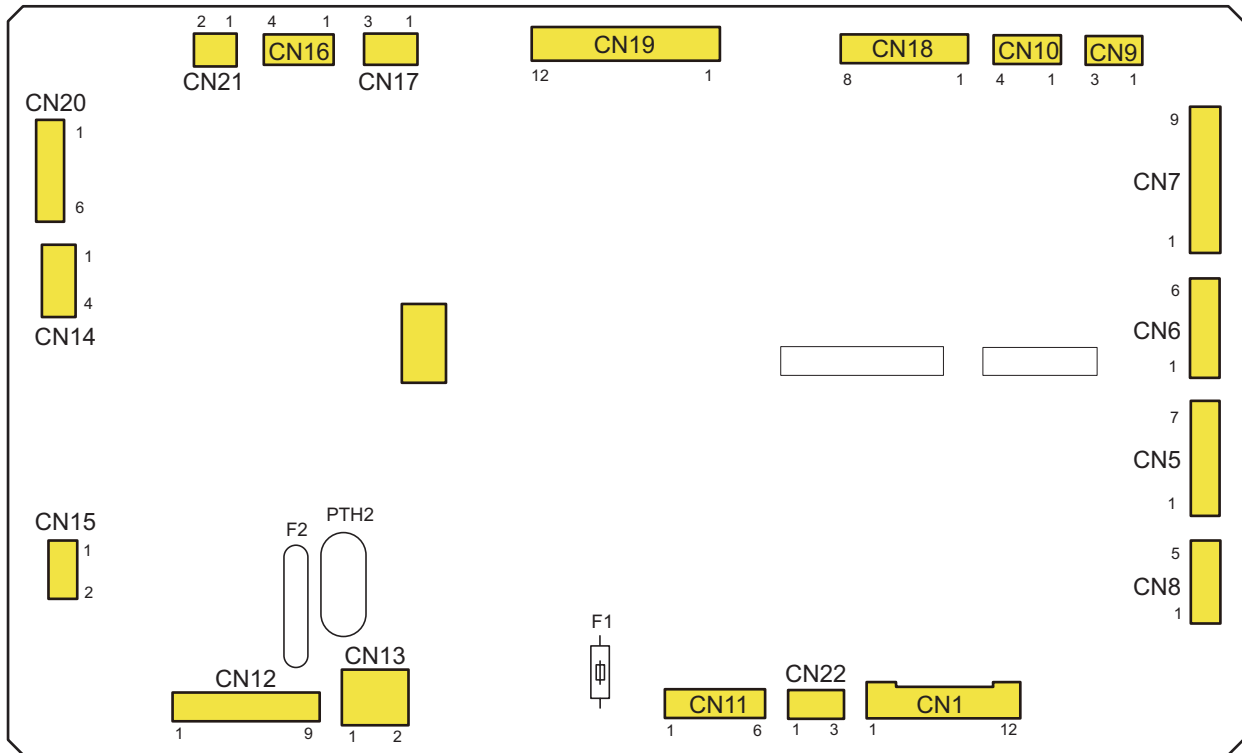 2 1 4 1 3 1
CN16 CN19 CN18 CN10 CN9
CN21 CN17 12 1 8 1 4 1 3 1
CN20
1
6
9
CN7
1
1
4
CN14
6
CN6
1
7
CN5
1
CN15
1
2
F2 PTH2
5
CN8
1
F1
CN12 CN13 CN22
CN11 CN1
1 9 1 2 1 6 1 3 1 12